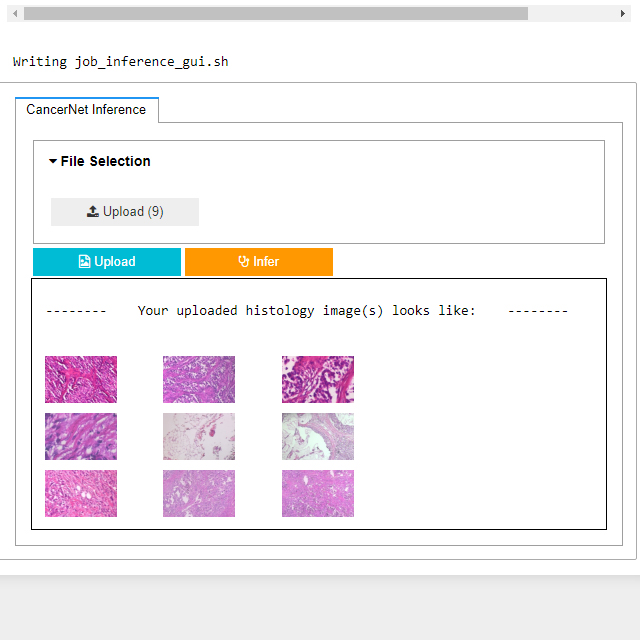 Writing job_inference_gui.sh
CancerNet Inference
File Selection
Upload (9)
Upload
Infer
-------- Your uploaded histology image(s) looks like: --------